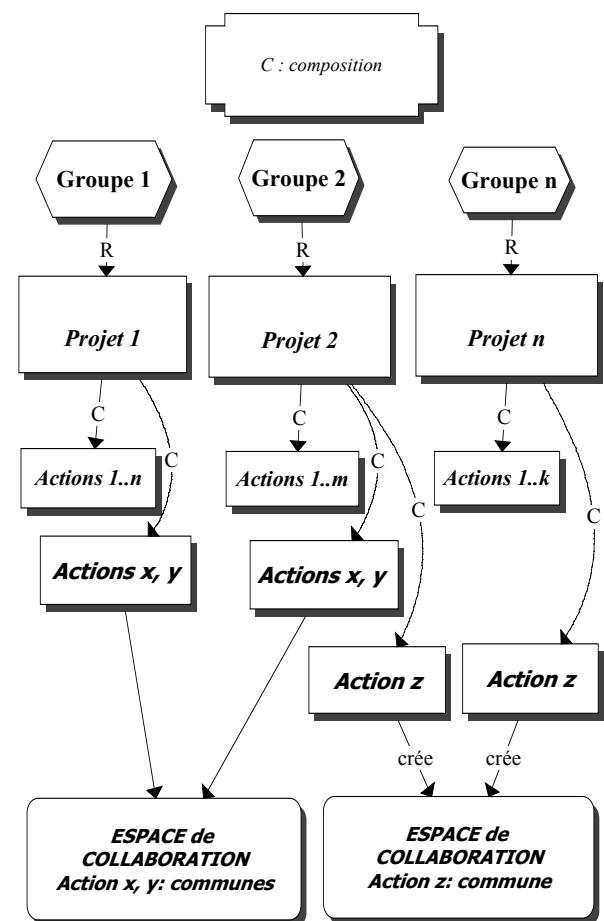 C : composition
Groupe 1
Groupe 2
Groupe n
R
R
R
Projet 1
Projet 2
Projet n
C
C
C
C
C
C
C
Actions 1..n
Actions 1..m
Actions 1..k
Actions x, y
Actions x, y
Action z
Action z
crée
crée
ESPACE de
COLLABORATION
Action x, y: communes
ESPACE de
COLLABORATION
Action z: commune